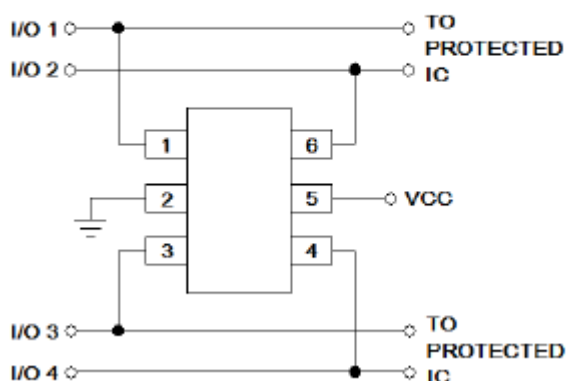 I/O 1
TO
PROTECTED
I/O 2
IC
1
6
2
5
VCC
3
4
I/O 3
TO
PROTECTED
I/O 4
IC